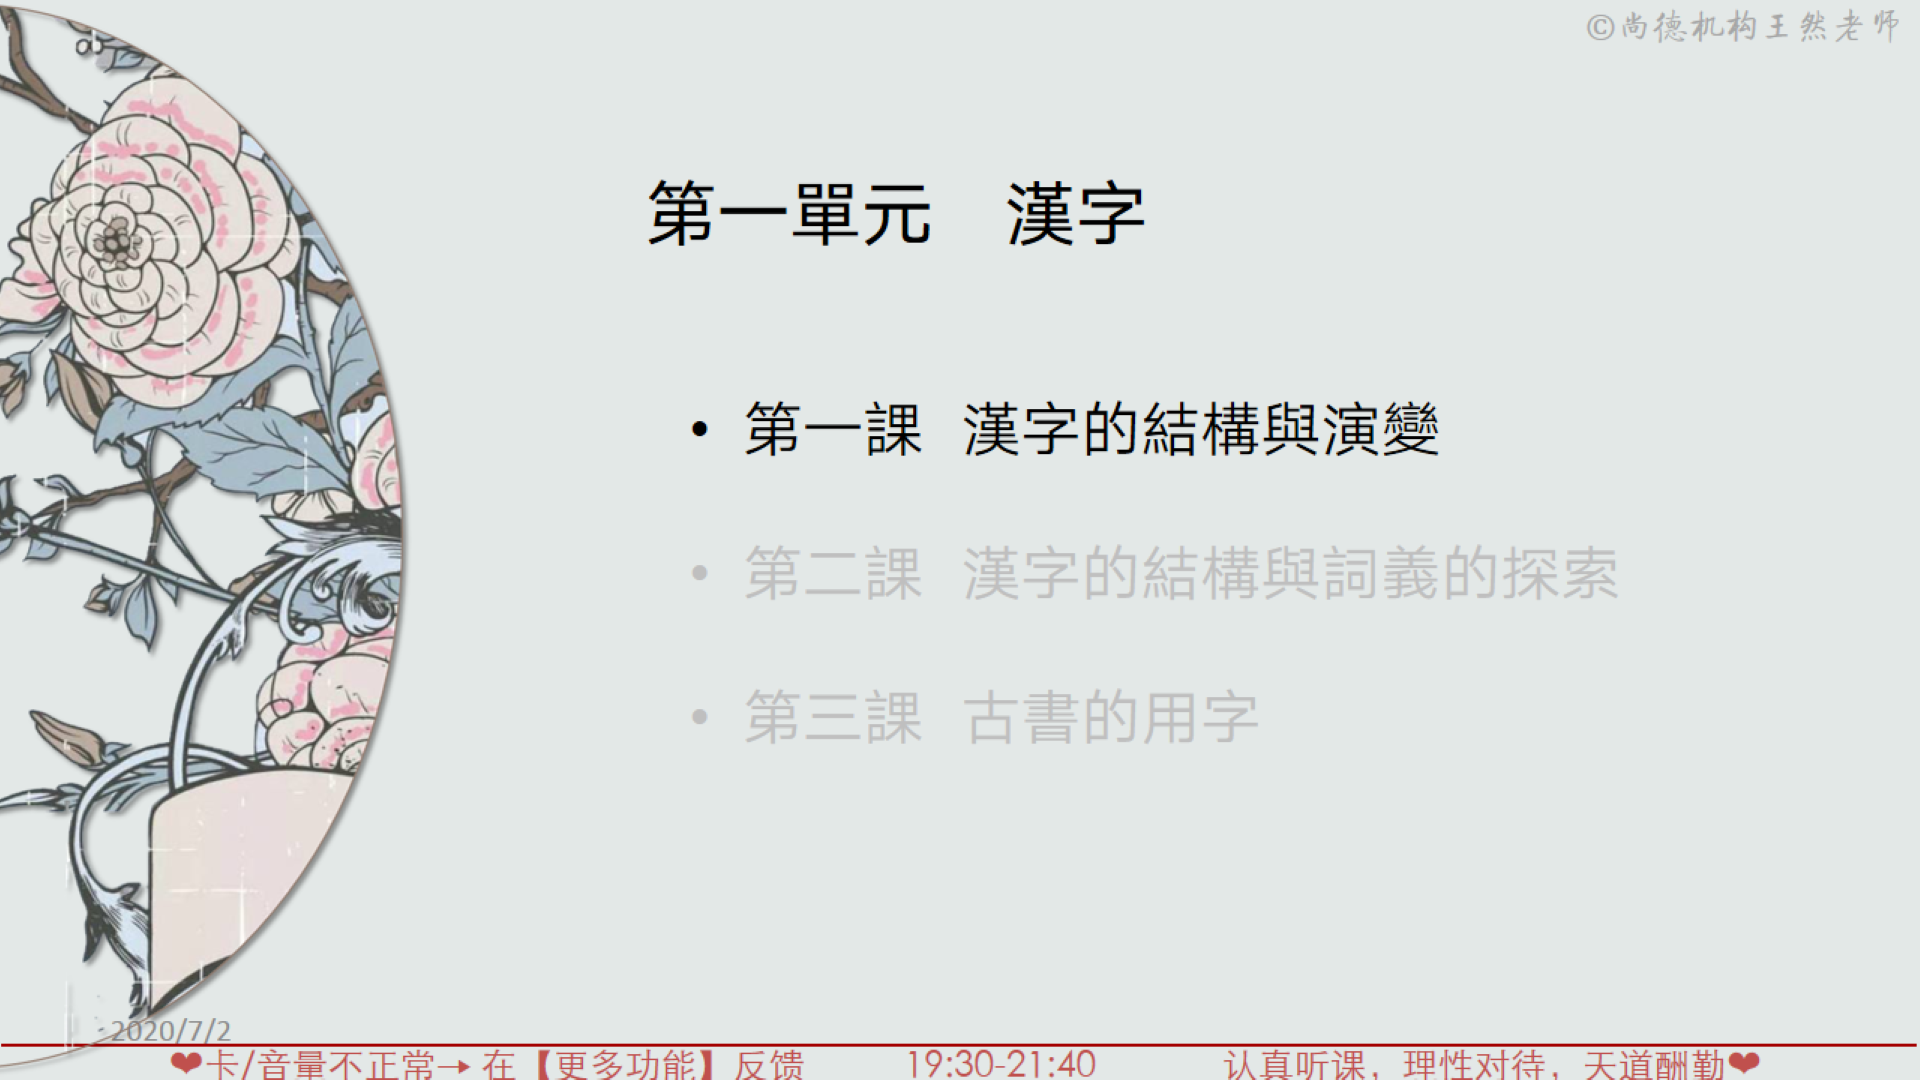 ©尚德机构王然老师
第一單元 漢字
• 第一課 漢字的結構與演變
• 第二課 漢字的結構與詞義的探索
• 第三課 古書的用字
2020/7/2
❤卡/音量不正常→ 在【更多功能】反馈 19:30-21:40 认真听课，理性对待，天道酬勤❤